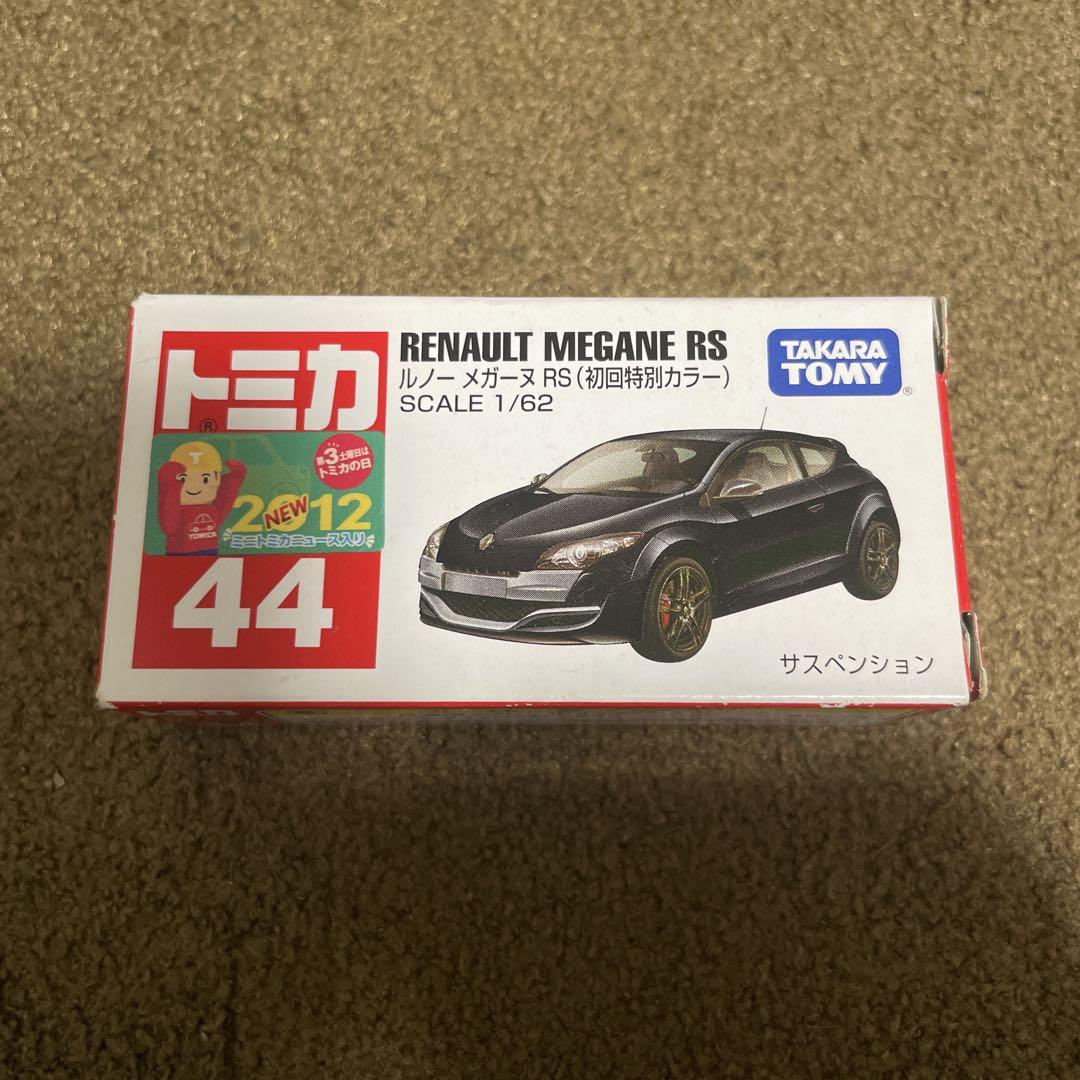 トミカ
®
RENAULT MEGANE RS
ルノー メガーヌ RS(初回特別カラー)
SCALE 1/62
TAKARA
TOMY
®
T
第3土曜日は
トミカの日
TOMICA
2012
NEW
ミニトミカニュース入り
44
サスペンション